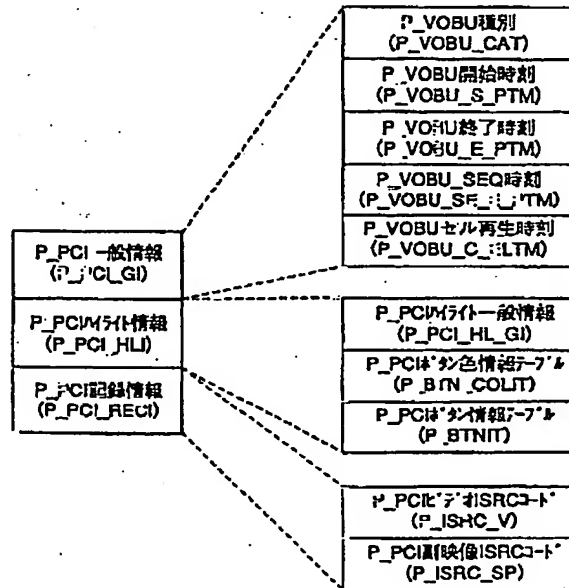 P_VOBU種別
(P_VOBU_CAT)
P_VOBU開始時刻
(P_VOBU_S_PTM)
P_VOBU終了時刻
(P_VOBU_E_PTM)
P_VOBU_SEQ時刻
P_VOBUセル再生時刻
P_PCI一般情報
(P_PCI_GI)
P_PCIハイライト情報
(P_PCI_HLI)
P_PCI記録情報
(P_PCI_RECI)
P_PCIハイライト一般情報
(P_PCI_HL_GI)
P_PCIボタン色情報テーブル
(P_BTN_COLIT)
P_PCIボタン情報テーブル
(P_BTNIT)
P_PCIビデオISRCコード
(P_ISRC_V)
P_PCI副映像ISRCコード
(P_ISRC_SP)